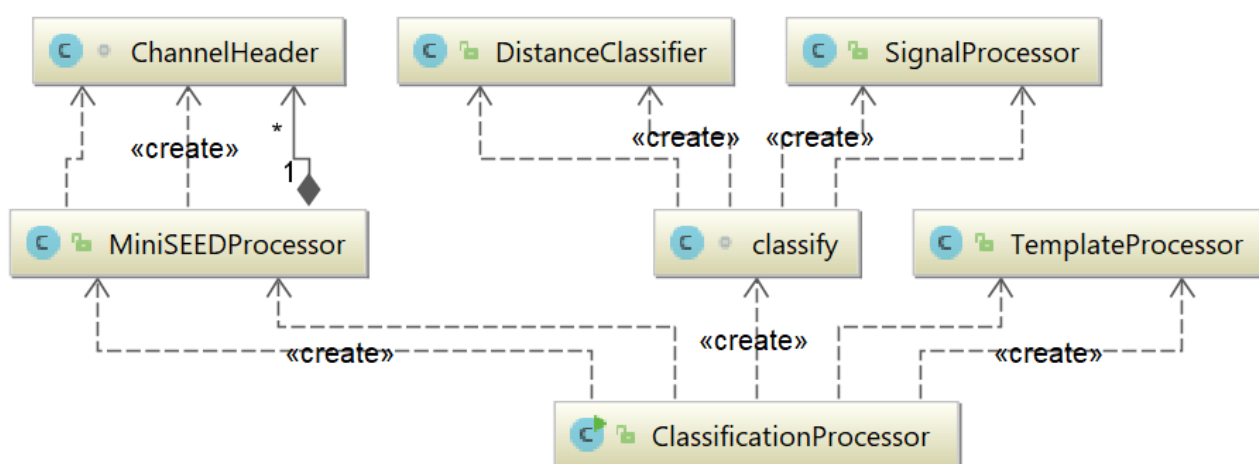 ChannelHeader
DistanceClassifier
SignalProcessor
*
«create»
«create»
«create»
1
MiniSEEDProcessor
classify
TemplateProcessor
«create»
«create»
«create»
ClassificationProcessor